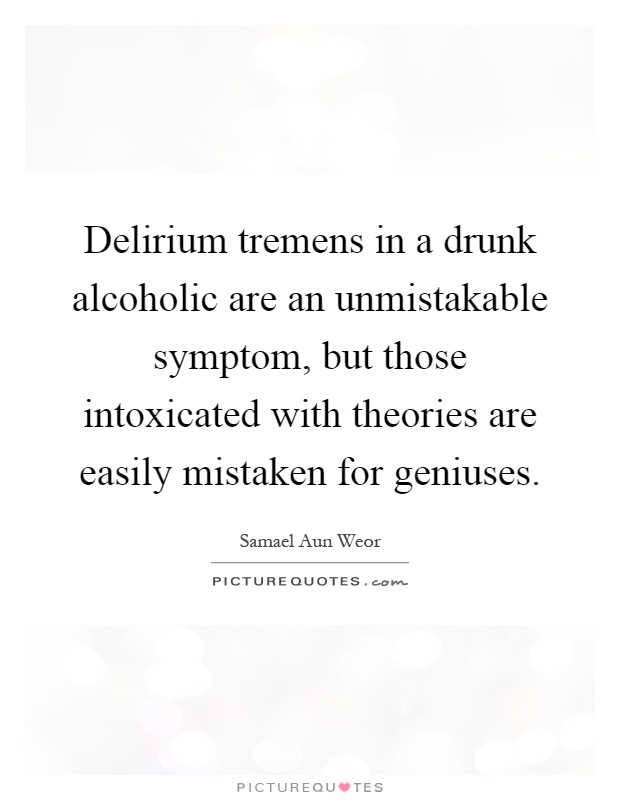 Delirium tremens in a drunk
alcoholic are an unmistakable
symptom, but those
intoxicated with theories are
easily mistaken for geniuses.
Samael Aun Weor
PICTUREQUOTES.com
PICTUREQUOTES